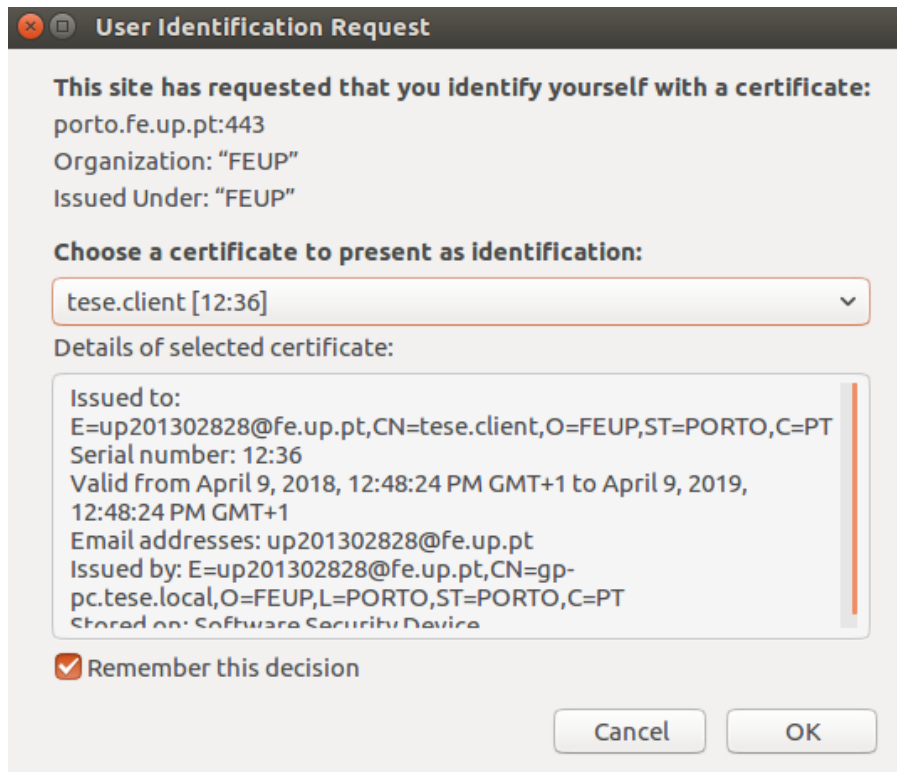 User Identification Request
This site has requested that you identify yourself with a certificate:
porto.fe.up.pt:443
Organization: “FEUP”
Issued Under: “FEUP”
Choose a certificate to present as identification:
tese.client [12:36]
Details of selected certificate:
Issued to:
E=up201302828@fe.up.pt,CN=tese.client,O=FEUP,ST=PORTO,C=PT
Serial number: 12:36
Valid from April 9, 2018, 12:48:24 PM GMT+1 to April 9, 2019,
12:48:24 PM GMT+1
Email addresses: up201302828@fe.up.pt
Issued by: E=up201302828@fe.up.pt,CN=gp-
pc.tese.local,O=FEUP,L=PORTO,ST=PORTO,C=PT
Stored on: Software Security Device
Remember this decision
Cancel OK